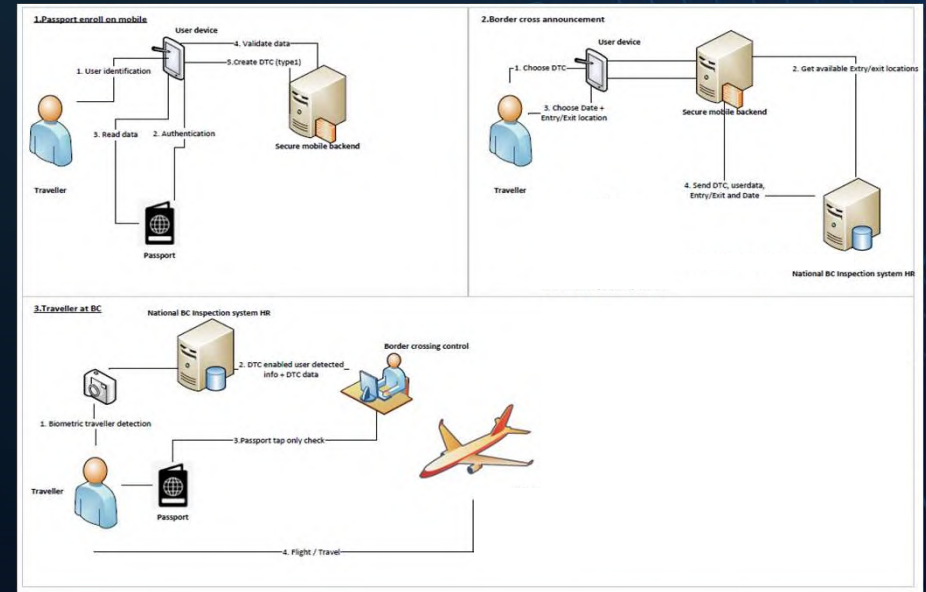 1.Passport enroll on mobile
User device
4. Validate data
5.Create DTC (type1)
1. User identification
3. Read data
2. Authentication
Secure mobile backend
Traveller
Passport
2.Border cross announcement
User device
1. Choose DTC
2. Get available Entry/exit locations
3. Choose Date +
Entry/Exit location
Secure mobile backend
Traveller
4. Send DTC, userdata,
Entry/Exit and Date
National BC Inspection system HR
3.Traveller at BC
National BC Inspection system HR
Border crossing control
2. DTC enabled user detected
info + DTC data
1. Biometric traveller detection
3.Passport tap only check
Traveller
Passport
4. Flight / Travel